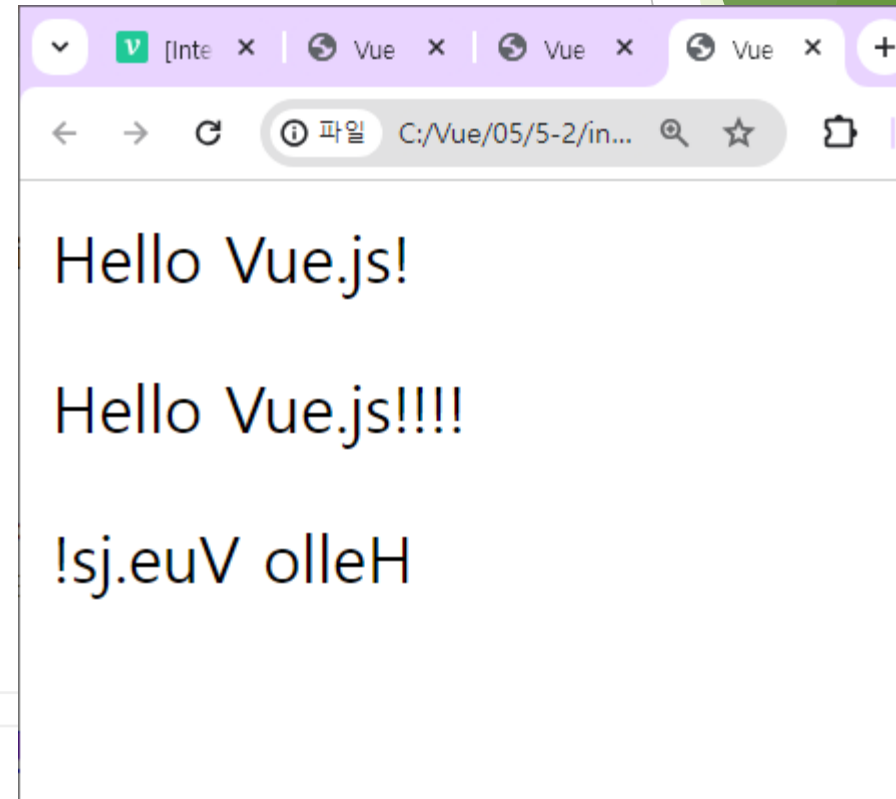 [Inte
Vue
Vue
Vue
파일 C:/Vue/05/5-2/in...
Hello Vue.js!
Hello Vue.js!!!!
!sj.euV olleH